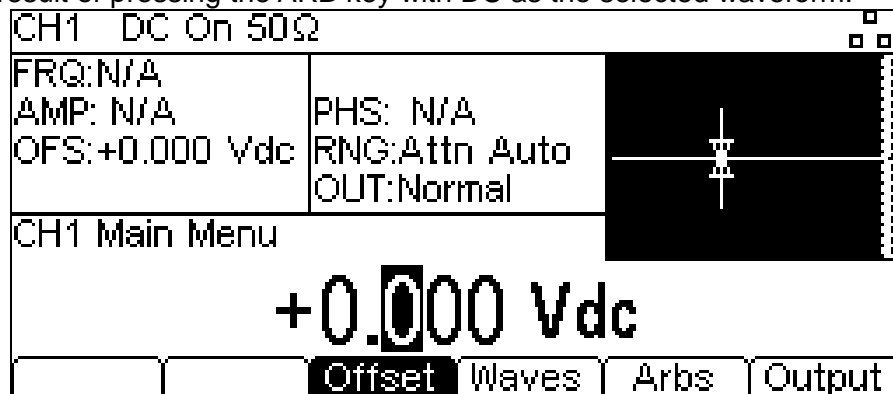 result of pressing the ARB key with DC as the selected waveform.
CH1 DC On 50Ω
FRQ:N/A
AMP: N/A
OFS:+0.000 Vdc
PHS: N/A
RNG:Attn Auto
OUT:Normal
CH1 Main Menu
+0.000 Vdc
Offset Waves Arbs Output